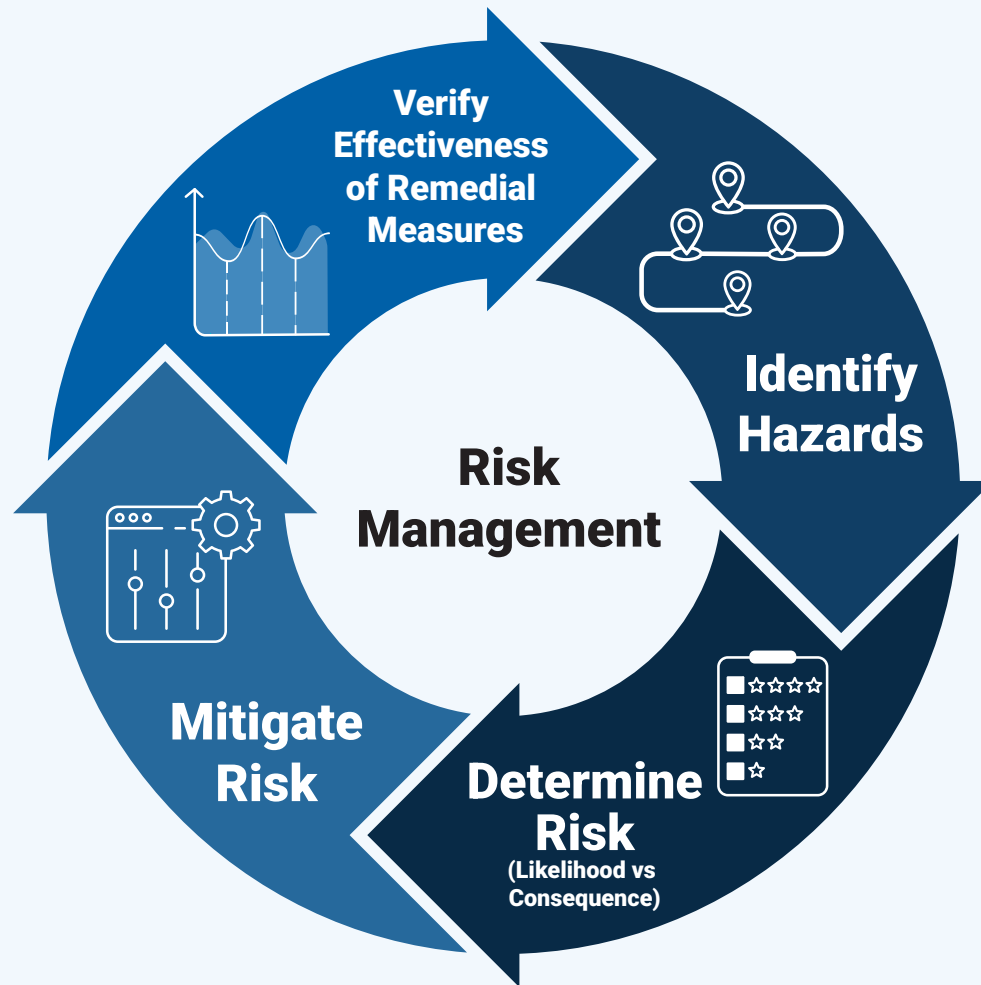 Verify
Effectiveness
of Remedial
Measures
Identify
Hazards
Risk
Management
Determine
Risk
(Likelihood vs
Consequence)
Mitigate
Risk